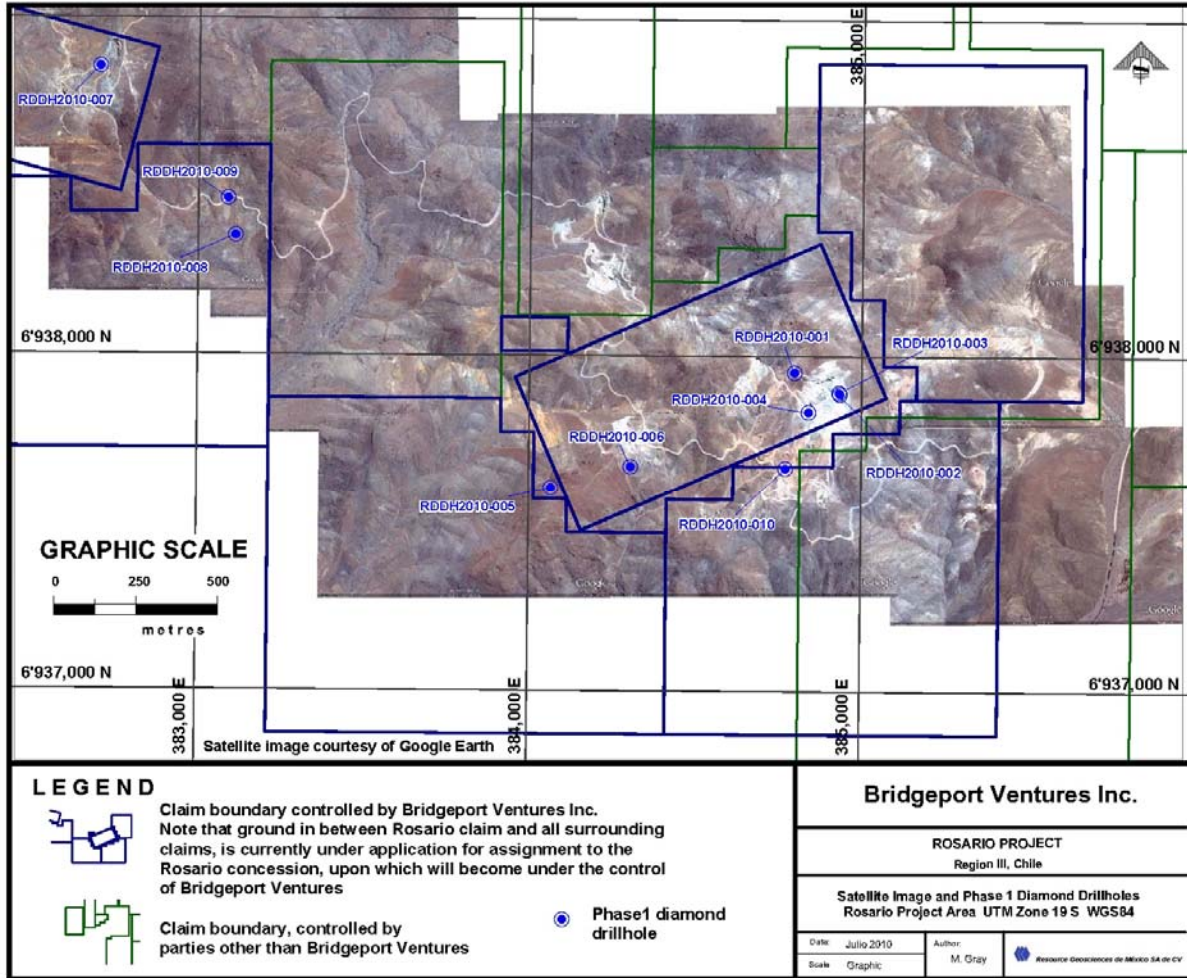 385,000 E
RDDH2010-007
RDDH2010-009
RDDH2010-008
Google
Google
6'938,000 N
6'938,000 N
RDDH2010-001
RDDH2010-003
RDDH2010-004
RDDH2010-006
RDDH2010-002
RDDH2010-005
RDDH2010-010
GRAPHIC SCALE
0 250 500
metres
Google
Google
Google
6'937,000 N
6'937,000 N
383,000 E
384,000 E
385,000 E
Satellite image courtesy of Google Earth
LEGEND
Claim boundary controlled by Bridgeport Ventures Inc.
Note that ground in between Rosario claim and all surrounding
claims, is currently under application for assignment to the
Rosario concession, upon which will become under the control
of Bridgeport Ventures
Claim boundary, controlled by
parties other than Bridgeport Ventures
Phase1 diamond
drillhole
Bridgeport Ventures Inc.
ROSARIO PROJECT
Region III, Chile
Satellite Image and Phase 1 Diamond Drillholes
Rosario Project Area UTM Zone 19 S WGS84
Date: Julio 2010
Scale Graphic
Author:
M. Gray
Resource Geosciences de México SA de CV